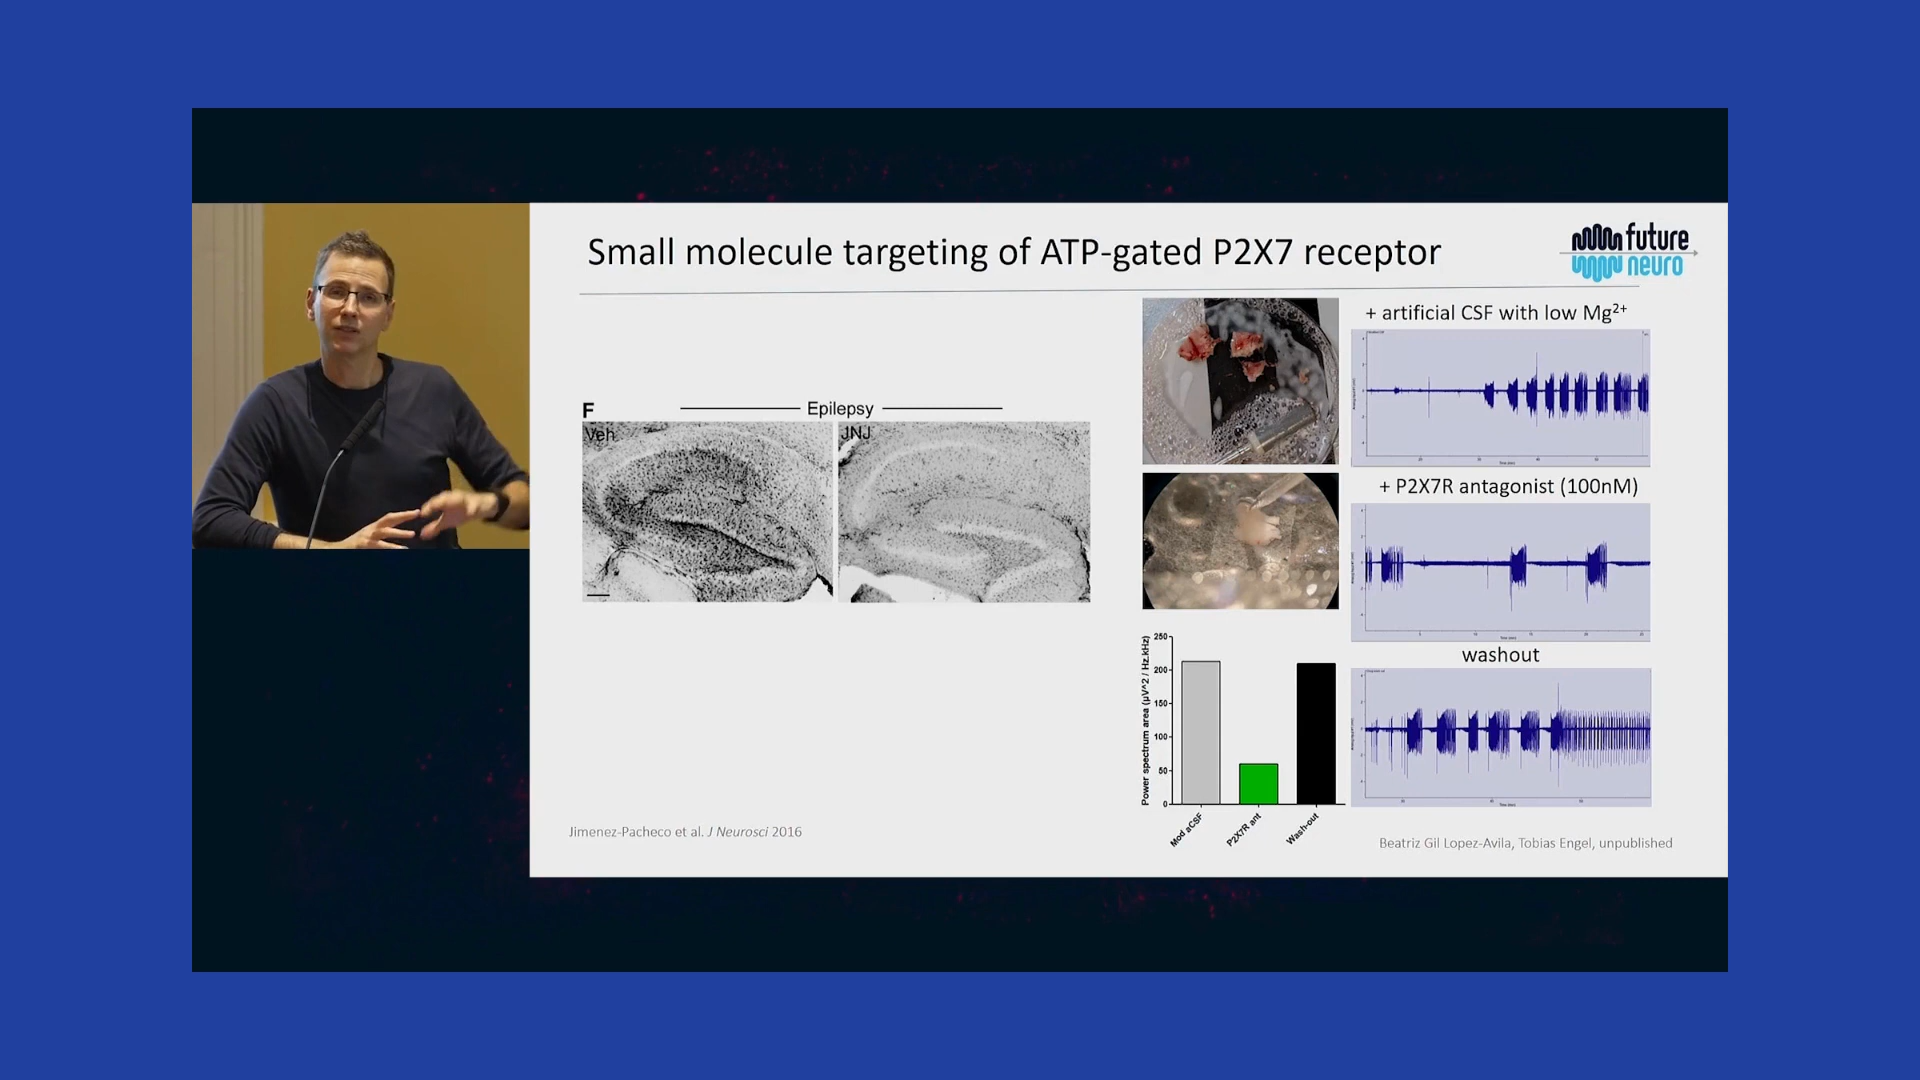 Small molecule targeting of ATP-gated P2X7 receptor
future
neuro
F
Epilepsy
Veh
JNJ
+ artificial CSF with low Mg²⁺
+ P2X7R antagonist (100nM)
washout
Power spectrum area (µV^2 / Hz.kHz)
250
200
150
100
50
0
Mod aCSF
P2X7R ant
Wash-out
Jimenez-Pacheco et al. J Neurosci 2016
Beatriz Gil Lopez-Avila, Tobias Engel, unpublished